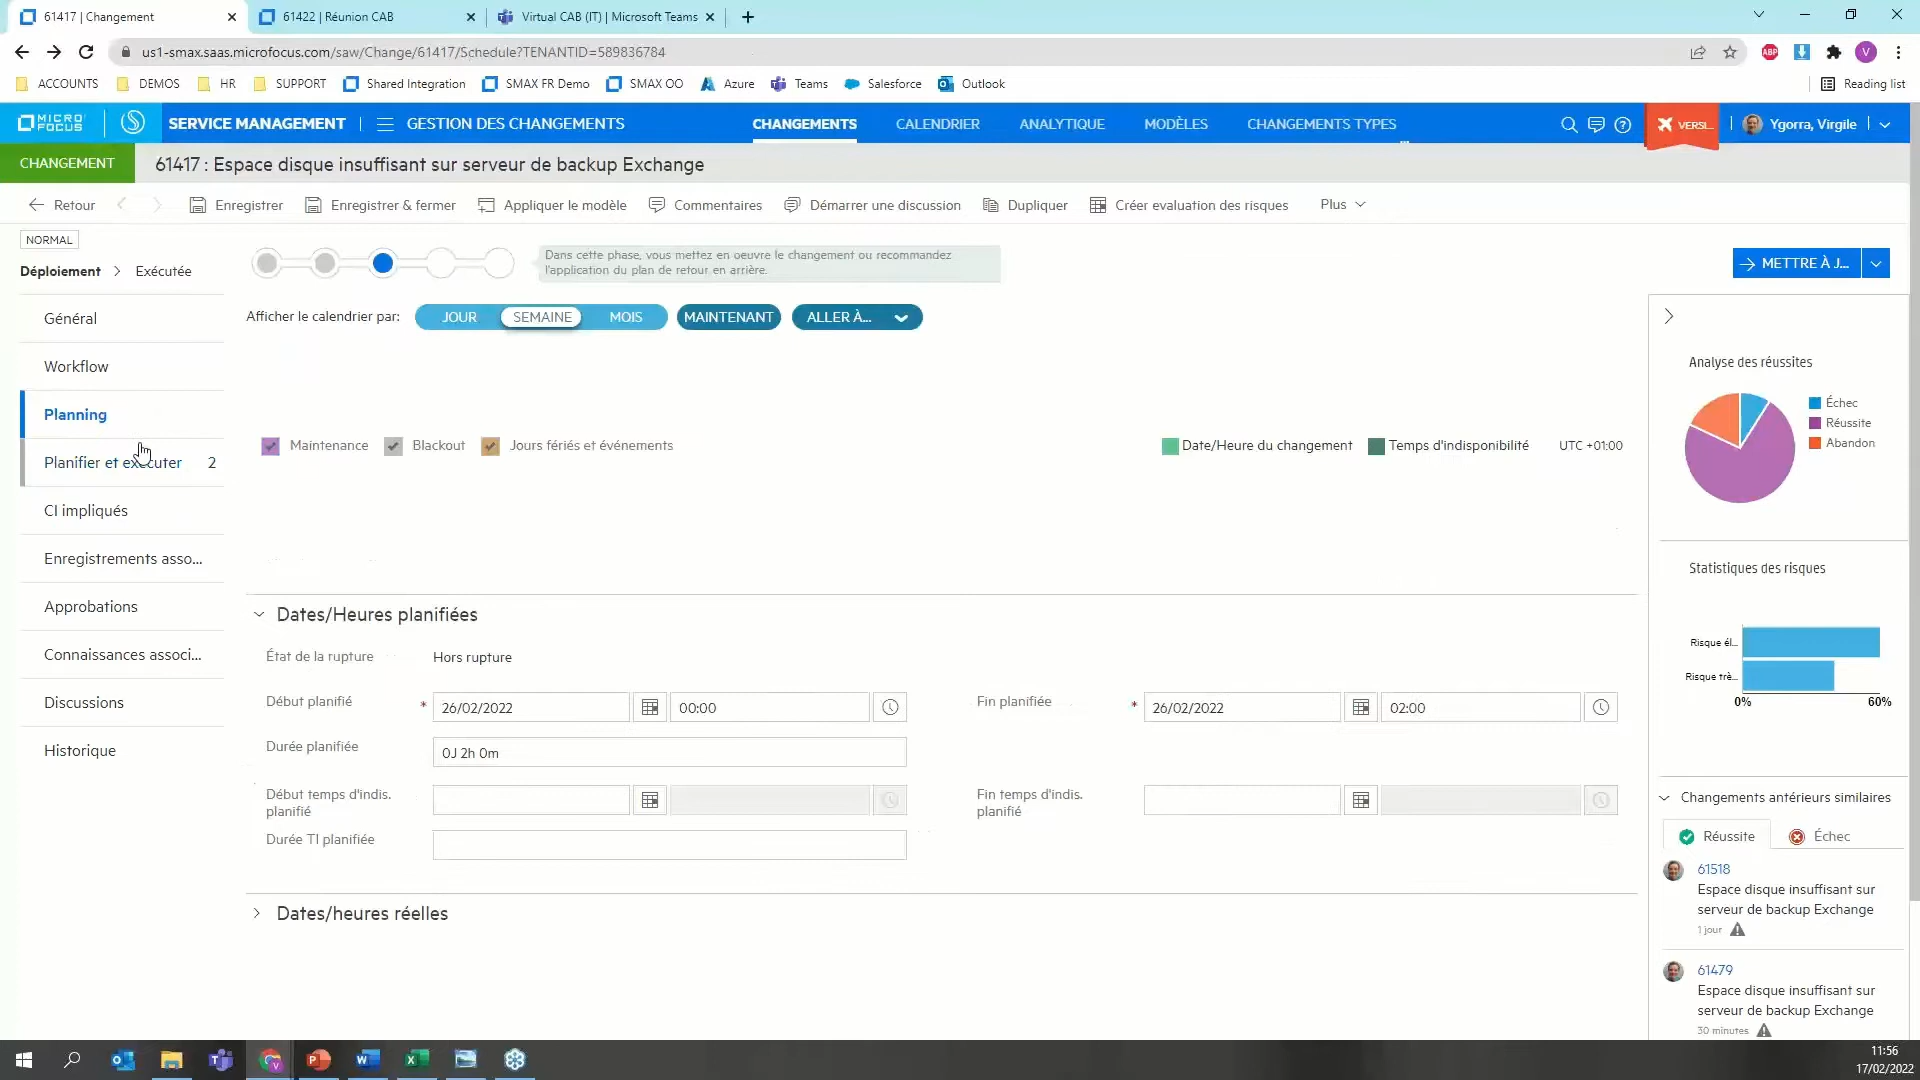 61417 | Changement
61422 | Réunion CAB
Virtual CAB (IT) | Microsoft Teams
us1-smax.saas.microfocus.com/saw/Change/61417/Schedule?TENANTID=589836784
ABP
V
ACCOUNTS
DEMOS
HR
SUPPORT
Shared Integration
SMAX FR Demo
SMAX OO
Azure
Teams
Salesforce
Outlook
Reading list
MICRO FOCUS
SERVICE MANAGEMENT
GESTION DES CHANGEMENTS
CHANGEMENTS
CALENDRIER
ANALYTIQUE
MODÈLES
CHANGEMENTS TYPES
VERSI...
Ygorra, Virgile
CHANGEMENT
61417 : Espace disque insuffisant sur serveur de backup Exchange
Retour
Enregistrer
Enregistrer & fermer
Appliquer le modèle
Commentaires
Démarrer une discussion
Dupliquer
Créer evaluation des risques
Plus
NORMAL
Déploiement > Exécutée
Dans cette phase, vous mettez en oeuvre le changement ou recommandez
l'application du plan de retour en arrière.
METTRE À J...
Général
Workflow
Planning
Planifier et exécuter 2
CI impliqués
Enregistrements asso...
Approbations
Connaissances associ...
Discussions
Historique
Afficher le calendrier par:
JOUR
SEMAINE
MOIS
MAINTENANT
ALLER À...
Maintenance
Blackout
Jours fériés et événements
Date/Heure du changement
Temps d'indisponibilité
UTC +01:00
Dates/Heures planifiées
État de la rupture
Hors rupture
Début planifié
* 26/02/2022
00:00
Fin planifiée
* 26/02/2022
02:00
Durée planifiée
0J 2h 0m
Début temps d'indis.
planifié
Fin temps d'indis.
planifié
Durée TI planifiée
Dates/heures réelles
Analyse des réussites
Échec
Réussite
Abandon
Statistiques des risques
Risque él...
Risque trè...
0%
60%
Changements antérieurs similaires
Réussite
Échec
61518
Espace disque insuffisant sur
serveur de backup Exchange
1 jour
61479
Espace disque insuffisant sur
serveur de backup Exchange
30 minutes
11:56
17/02/2022